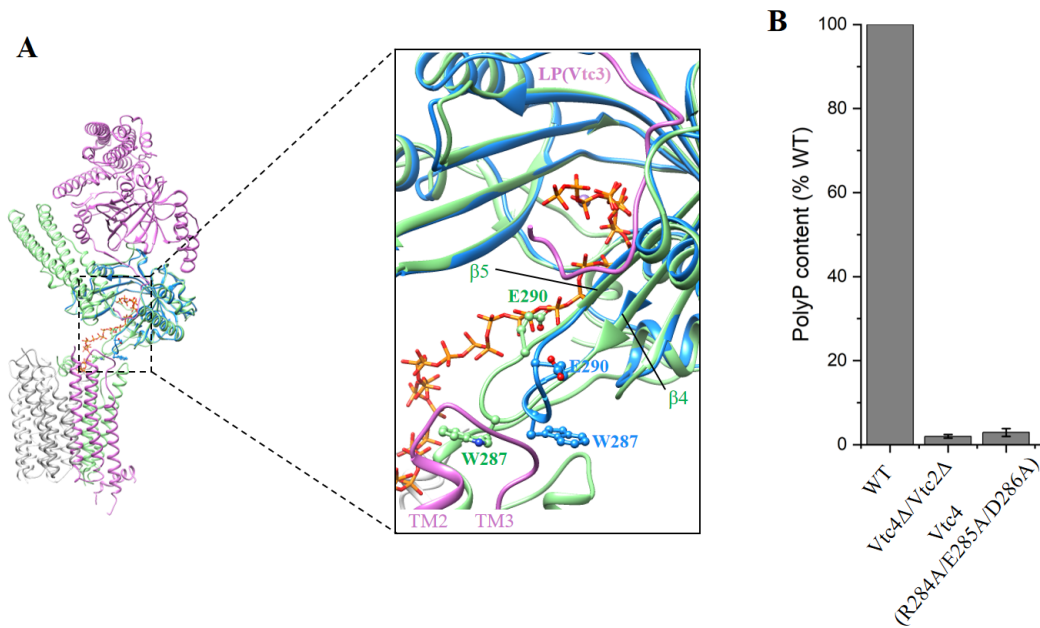 A
LP(Vtc3)
β5
E290
E290
β4
W287
W287
TM2 TM3
B
PolyP content (% WT)
100
80
60
40
20
0
WT
Vtc4Δ/Vtc2Δ
Vtc4
(R284A/E285A/D286A)